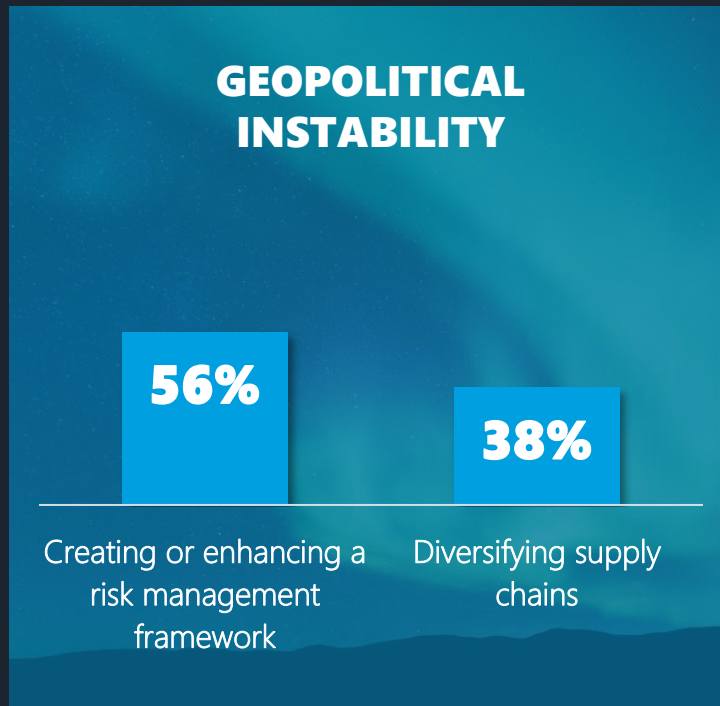 GEOPOLITICAL
INSTABILITY
56%
38%
Creating or enhancing a
risk management
framework
Diversifying supply
chains